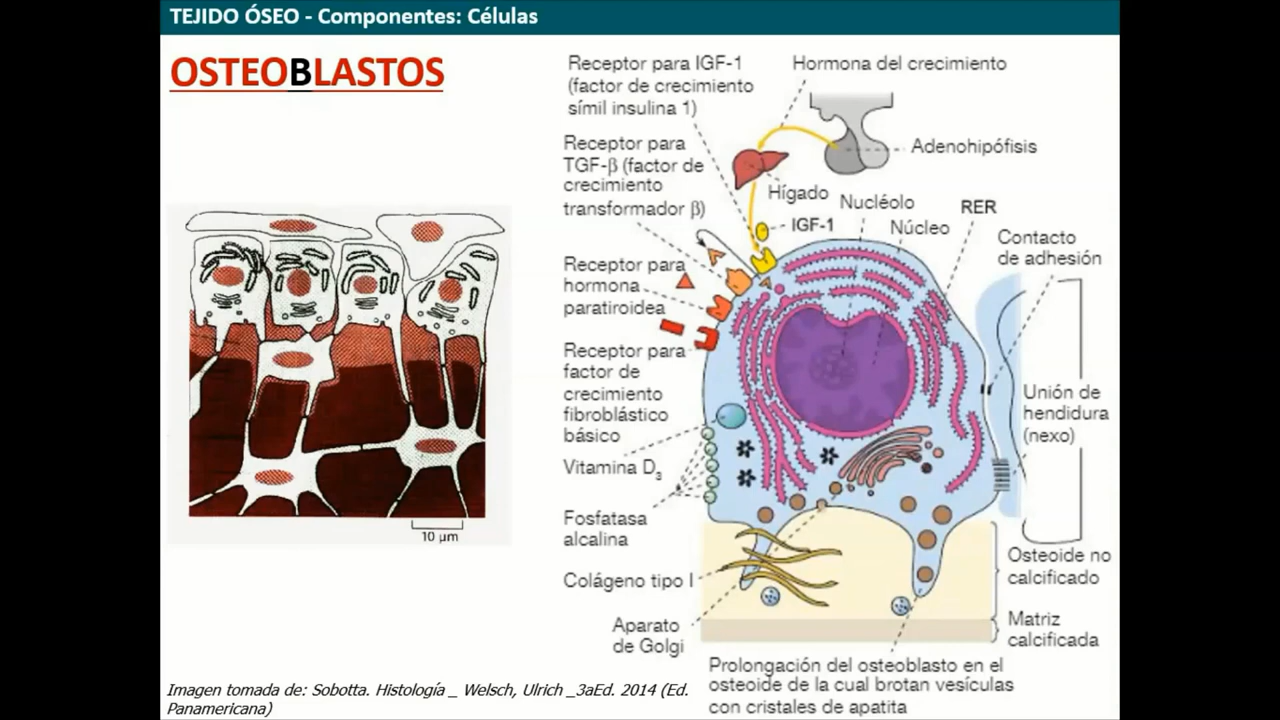 TEJIDO ÓSEO - Componentes: Células
OSTEOBLASTOS
Receptor para IGF-1
(factor de crecimiento
símil insulina 1)
Hormona del crecimiento
Adenohipófisis
Receptor para
TGF-β (factor de
crecimiento
transformador β)
Hígado
IGF-1
Nucléolo
Núcleo
RER
Contacto
de adhesión
Receptor para
hormona
paratiroidea
Receptor para
factor de
crecimiento
fibroblástico
básico
Unión de
hendidura
(nexo)
Vitamina D₃
Fosfatasa
alcalina
10 µm
Colágeno tipo I
Osteoide no
calcificado
Aparato
de Golgi
Matriz
calcificada
Prolongación del osteoblasto en el
osteoide de la cual brotan vesículas
con cristales de apatita
Imagen tomada de: Sobotta. Histología _ Welsch, Ulrich _3aEd. 2014 (Ed.
Panamericana)